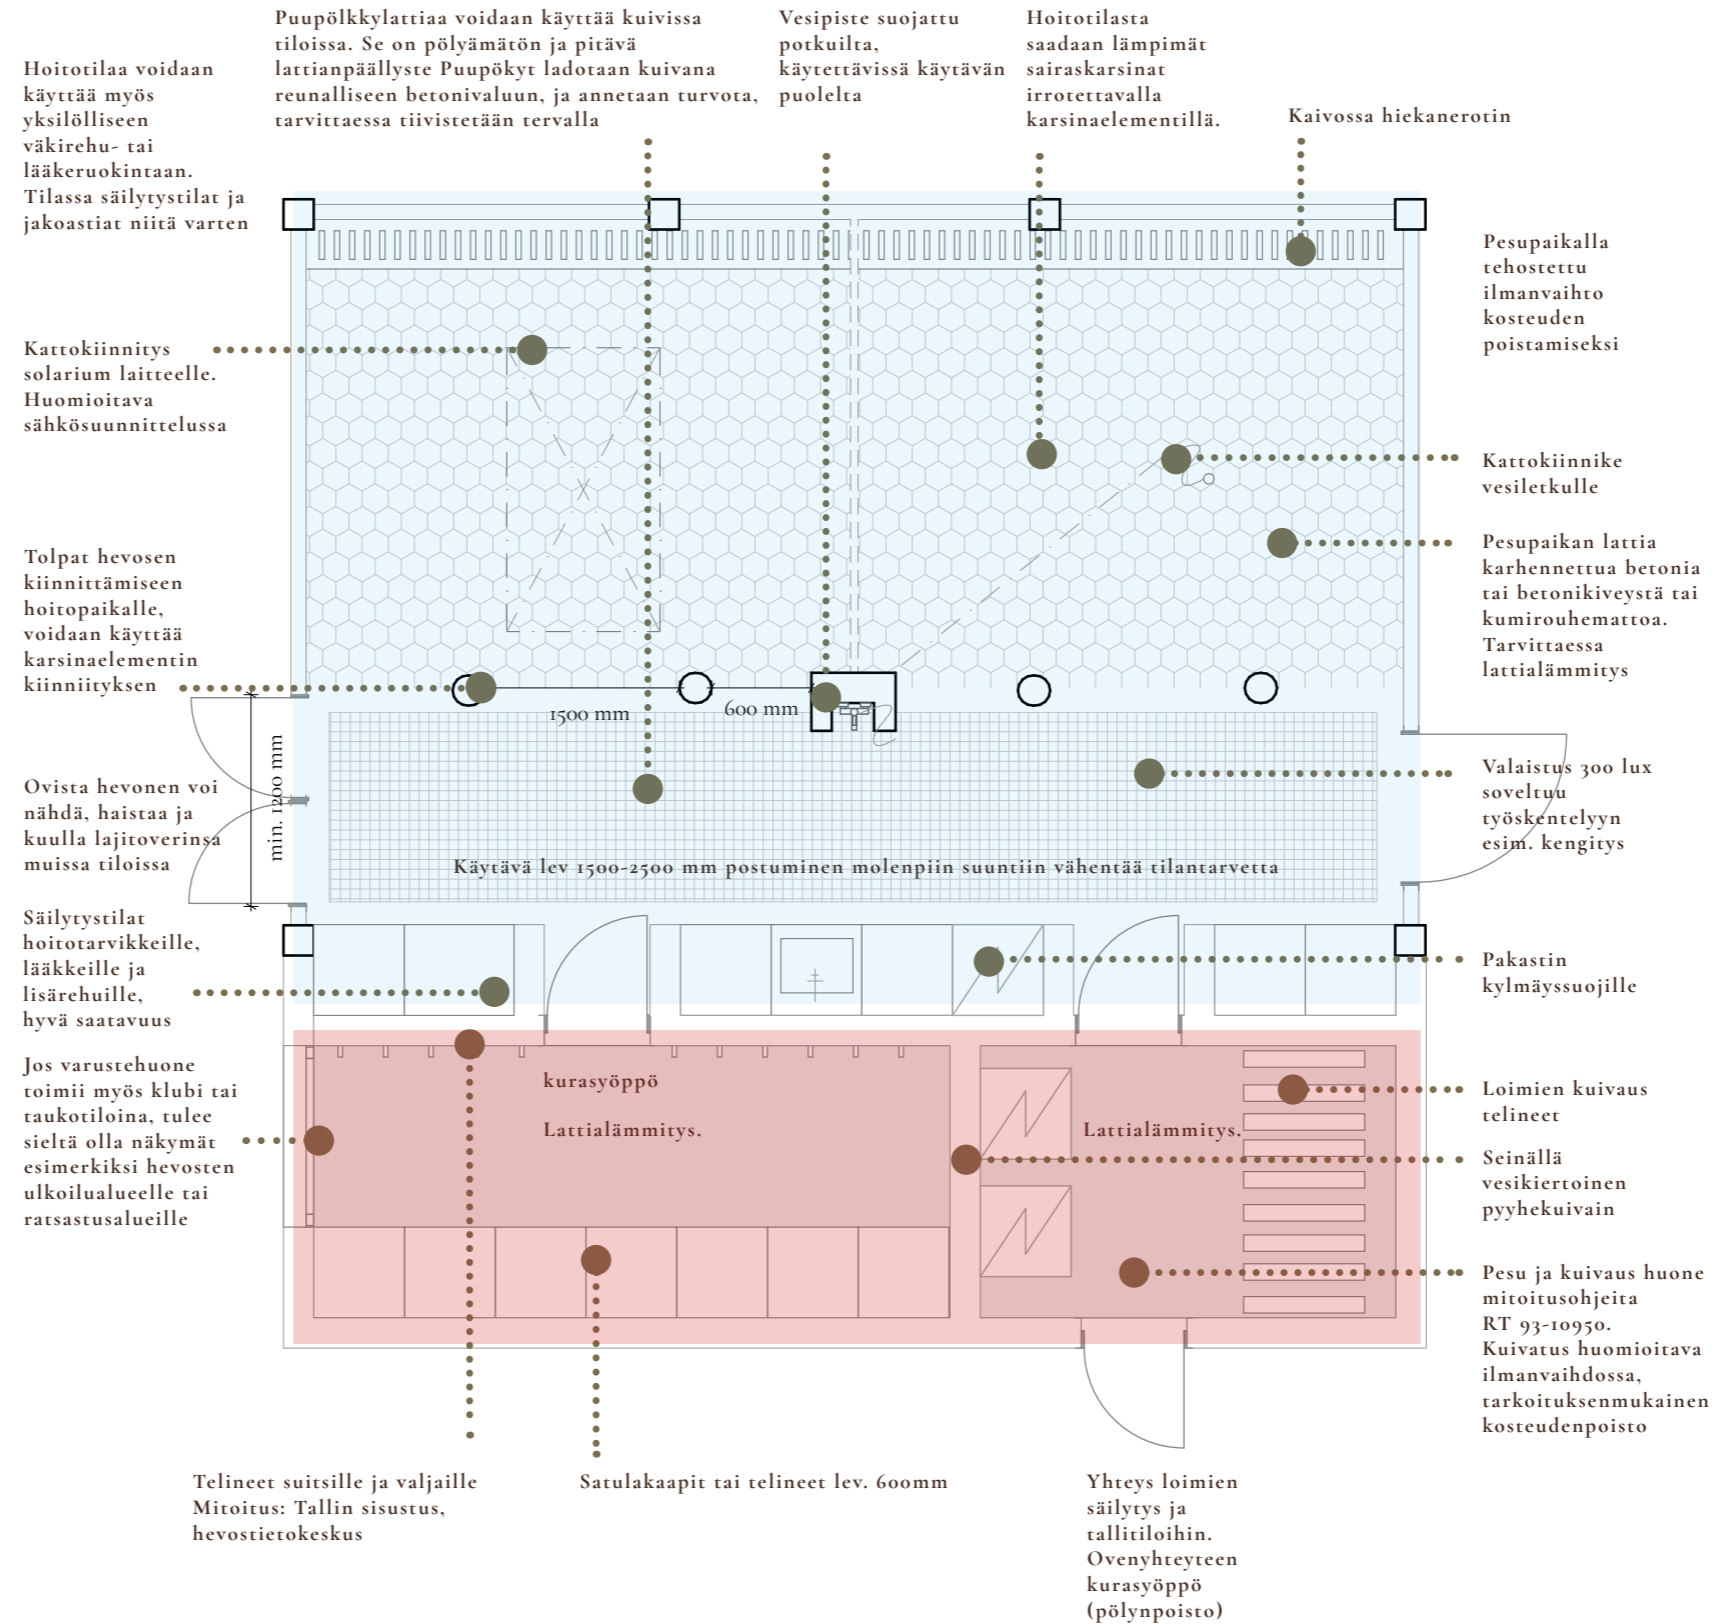 Puupölkkylattiaa voidaan käyttää kuivissa
tiloissa. Se on pölyämätön ja pitävä
lattianpäällyste Puupökyt ladotaan kuivana
reunalliseen betonivaluun, ja annetaan turvota,
tarvittaessa tiivistetään tervalla
Vesipiste suojattu
potkuilta,
käytettävissä käytävän
puolelta
Hoitotilasta
saadaan lämpimät
sairaskarsinat
irrotettavalla
karsinaelementillä.
Kaivossa hiekanerotin
Hoitotilaa voidaan
käyttää myös
yksilölliseen
väkirehu- tai
lääkeruokintaan.
Tilassa säilytystilat ja
jakoastiat niitä varten
Kattokiinnitys
solarium laitteelle.
Huomioitava
sähkösuunnittelussa
Tolpat hevosen
kiinnittämiseen
hoitopaikalle,
voidaan käyttää
karsinaelementin
kiinniityksen
Ovista hevonen voi
nähdä, haistaa ja
kuulla lajitoverinsa
muissa tiloissa
Säilytystilat
hoitotarvikkeille,
lääkkeille ja
lisärehuille,
hyvä saatavuus
Jos varustehuone
toimii myös klubi tai
taukotiloina, tulee
sieltä olla näkymät
esimerkiksi hevosten
ulkoilualueelle tai
ratsastusalueille
1500 mm
600 mm
min. 1200 mm
Käytävä lev 1500-2500 mm postuminen molenpiin suuntiin vähentää tilantarvetta
kurasyöppö
Lattialämmitys.
Lattialämmitys.
Pesupaikalla
tehostettu
ilmanvaihto
kosteuden
poistamiseksi
Kattokiinnike
vesiletkulle
Pesupaikan lattia
karhennettua betonia
tai betonikiveystä tai
kumirouhemattoa.
Tarvittaessa
lattialämmitys
Valaistus 300 lux
soveltuu
työskentelyyn
esim. kengitys
Pakastin
kylmäyssuojille
Loimien kuivaus
telineet
Seinällä
vesikiertoinen
pyyhekuivain
Pesu ja kuivaus huone
mitoitusohjeita
RT 93-10950.
Kuivatus huomioitava
ilmanvaihdossa,
tarkoituksenmukainen
kosteudenpoisto
Telineet suitsille ja valjaille
Mitoitus: Tallin sisustus,
hevostietokeskus
Satulakaapit tai telineet lev. 600mm
Yhteys loimien
säilytys ja
tallitiloihin.
Ovenyhteyteen
kurasyöppö
(pölynpoisto)